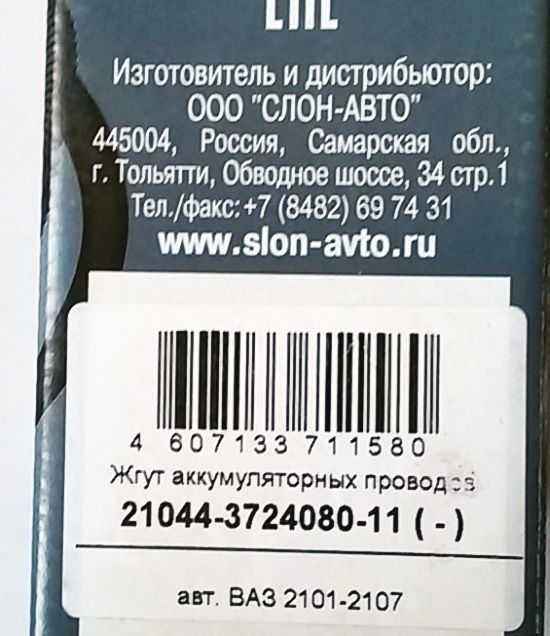 Изготовитель и дистрибьютор:
ООО "СЛОН-АВТО"
445004, Россия, Самарская обл.,
г. Тольятти, Обводное шоссе, 34 стр.1
Тел./факс:+7 (8482) 69 74 31
www.slon-avto.ru
4 607133 711580
Жгут аккумуляторных проводов
21044-3724080-11 ( - )
авт. ВАЗ 2101-2107